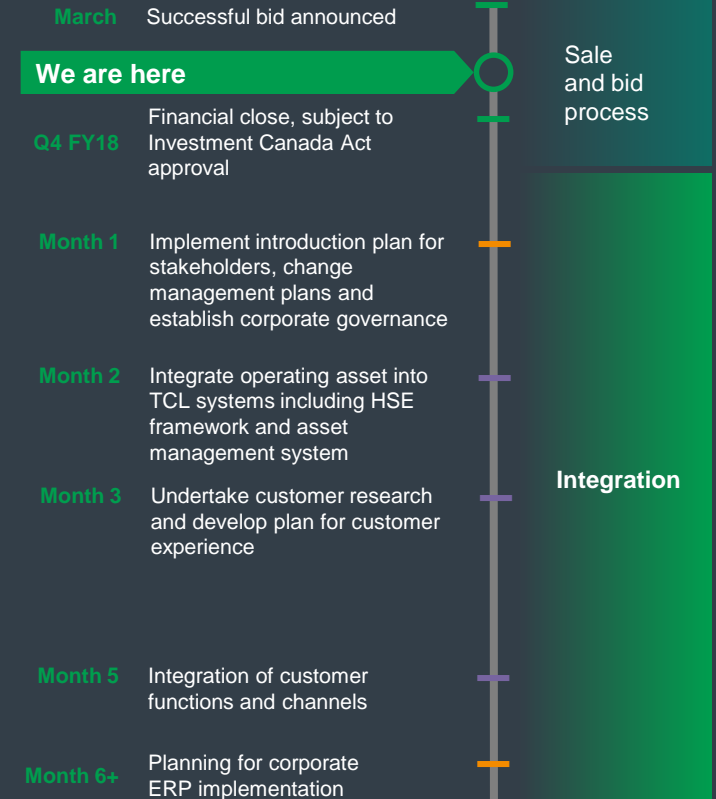 March Successful bid announced
We are here
Sale
and bid
process
Q4 FY18 Financial close, subject to
Investment Canada Act
approval
Month 1 Implement introduction plan for
stakeholders, change
management plans and
establish corporate governance
Month 2 Integrate operating asset into
TCL systems including HSE
framework and asset
management system
Month 3 Undertake customer research
and develop plan for customer
experience
Integration
Month 5 Integration of customer
functions and channels
Month 6+ Planning for corporate
ERP implementation